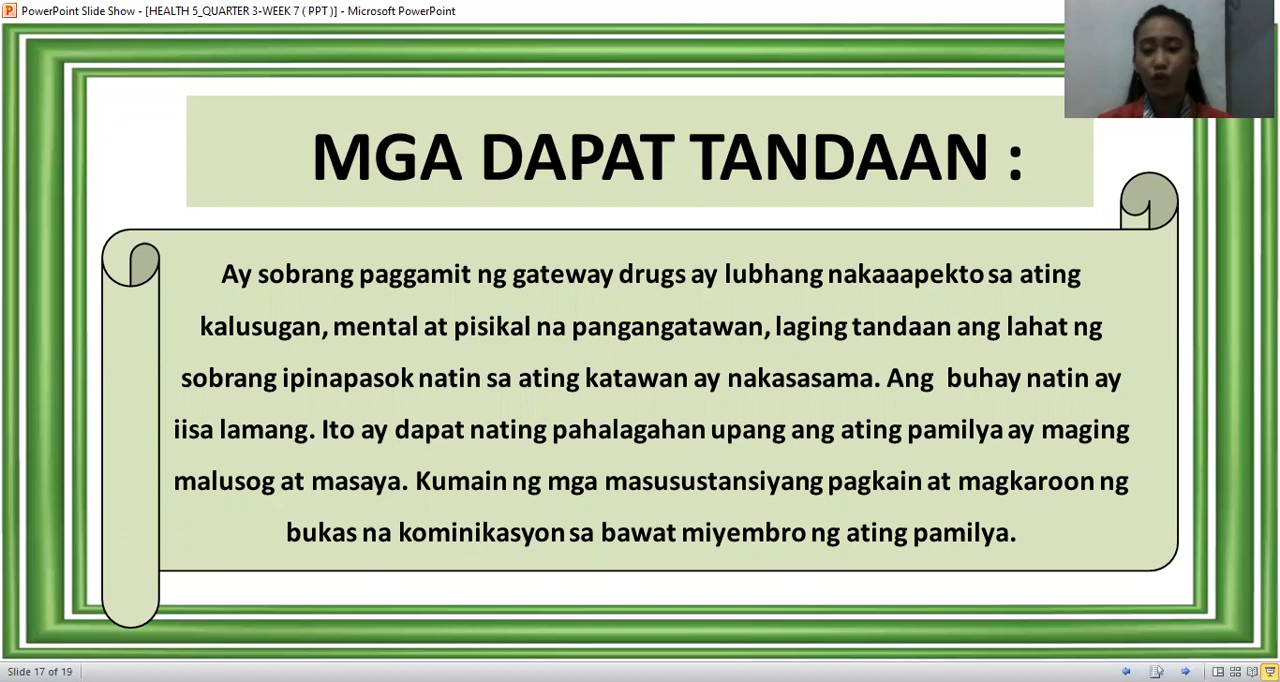 PowerPoint Slide Show - [HEALTH 5_QUARTER 3-WEEK 7 ( PPT )] - Microsoft PowerPoint
MGA DAPAT TANDAAN :
Ay sobrang paggamit ng gateway drugs ay lubhang nakaaapekto sa ating
kalusugan, mental at pisikal na pangangatawan, laging tandaan ang lahat ng
sobrang ipinapasok natin sa ating katawan ay nakasasama. Ang buhay natin ay
iisa lamang. Ito ay dapat nating pahalagahan upang ang ating pamilya ay maging
malusog at masaya. Kumain ng mga masusustansiyang pagkain at magkaroon ng
bukas na kominikasyon sa bawat miyembro ng ating pamilya.
Slide 17 of 19